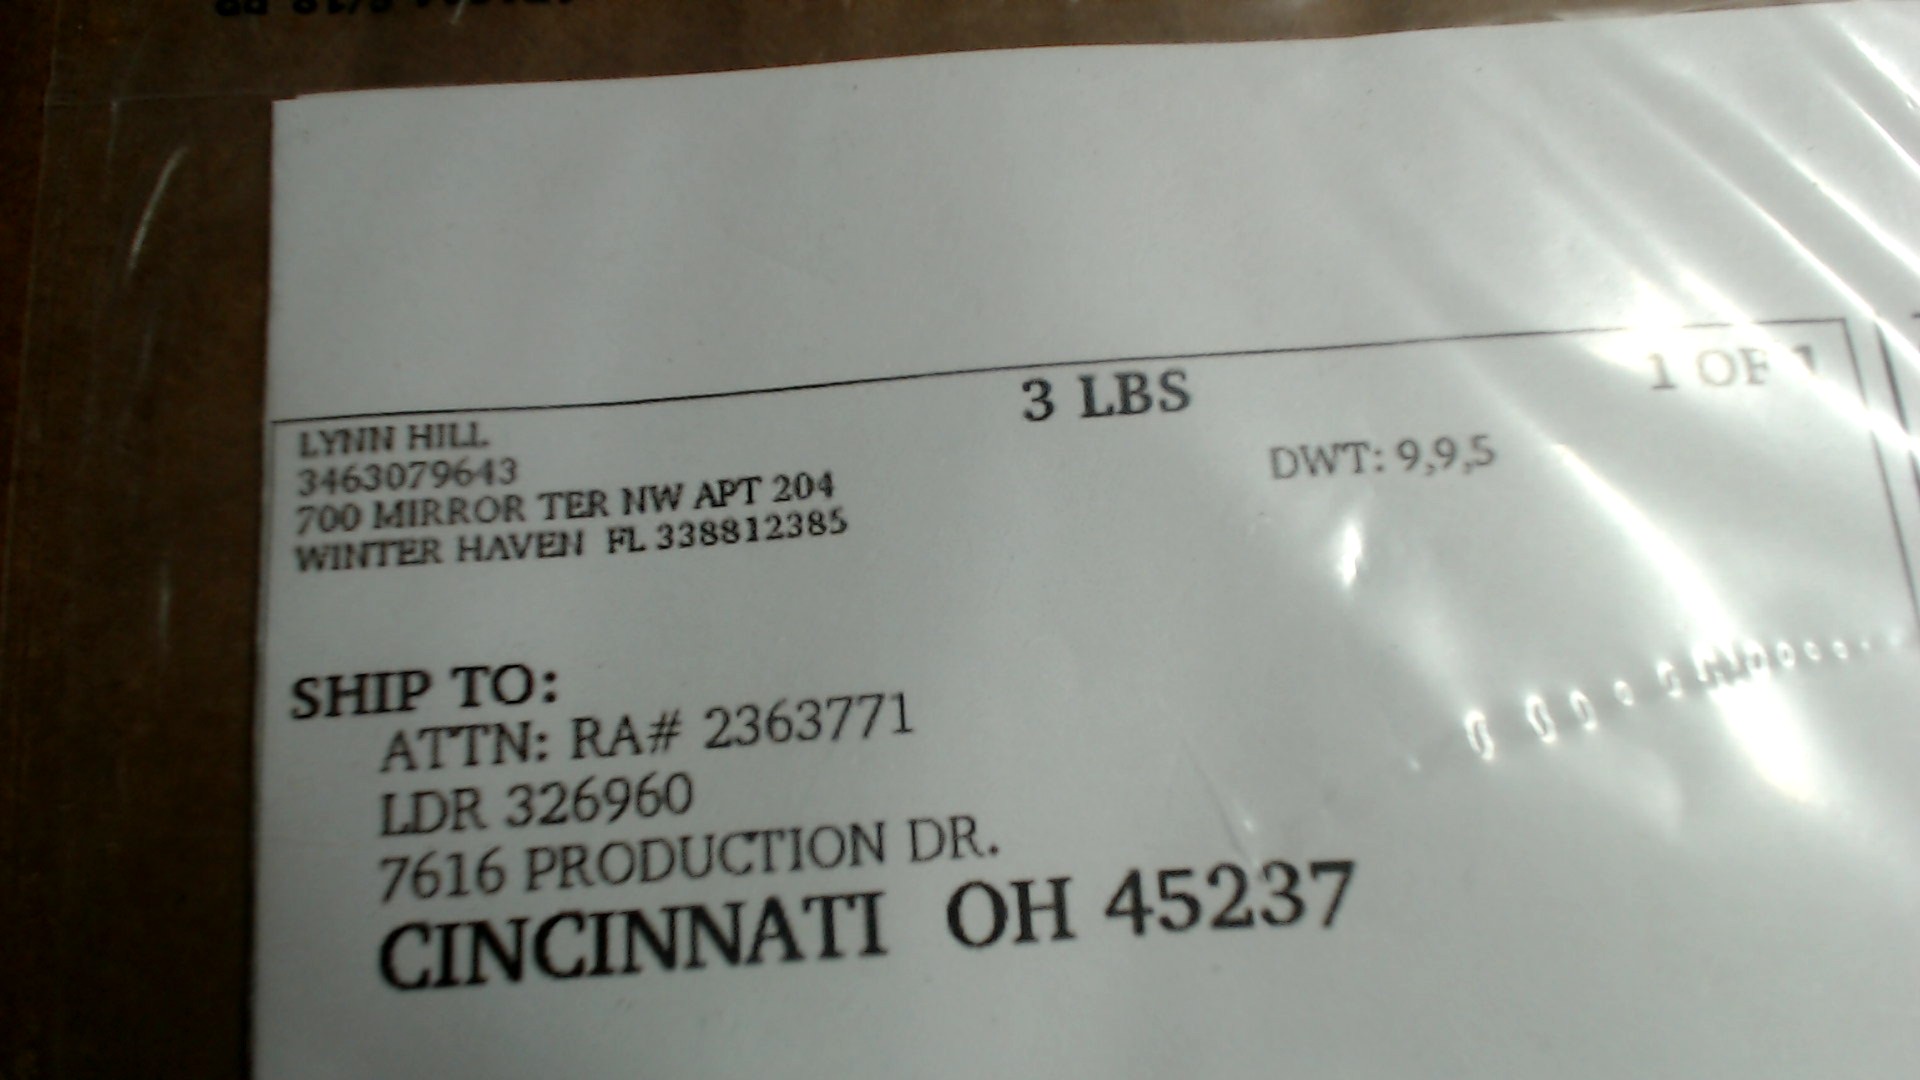 3 LBS
1 OF 1
LYNN HILL
3463079643
DWT: 9,9,5
700 MIRROR TER NW APT 204
WINTER HAVEN FL 338812385
SHIP TO:
ATTN: RA# 2363771
LDR 326960
7616 PRODUCTION DR.
CINCINNATI OH 45237